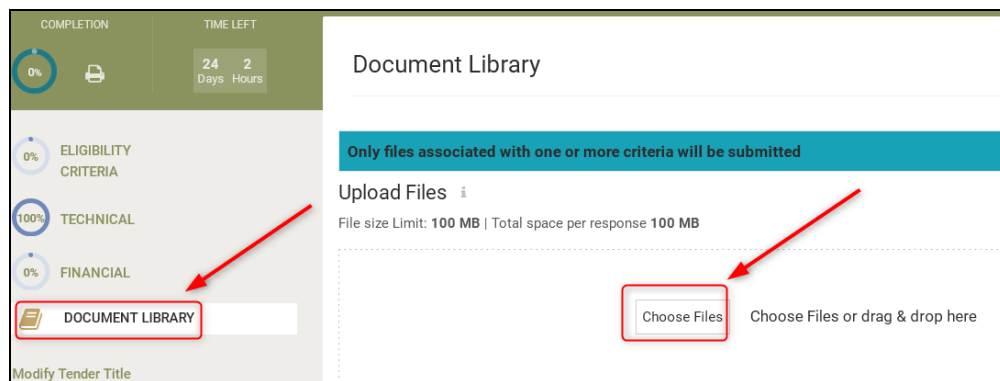 COMPLETION
TIME LEFT
0%
24 2
Days Hours
0%
ELIGIBILITY
CRITERIA
100%
TECHNICAL
0%
FINANCIAL
DOCUMENT LIBRARY
Modify Tender Title
Document Library
Only files associated with one or more criteria will be submitted
Upload Files i
File size Limit: 100 MB | Total space per response 100 MB
Choose Files
Choose Files or drag & drop here